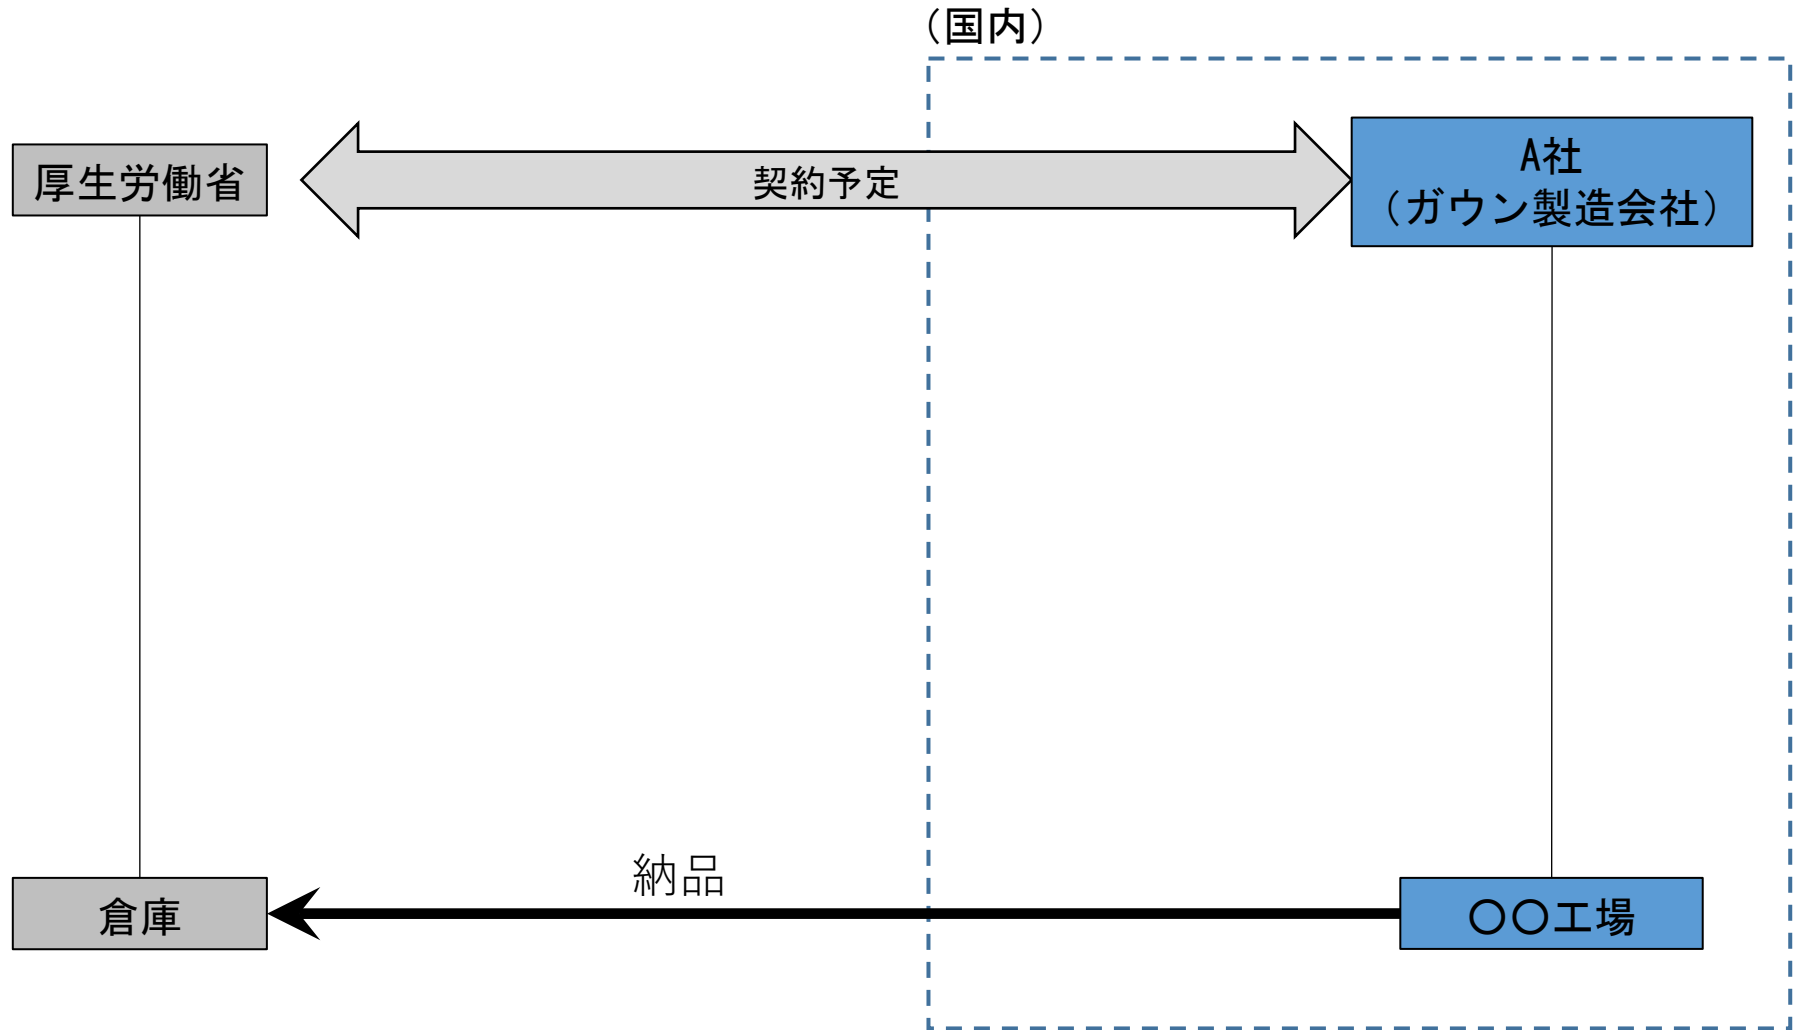 （国内）
厚生労働省
契約予定
A社
（ガウン製造会社）
納品
倉庫
〇〇工場